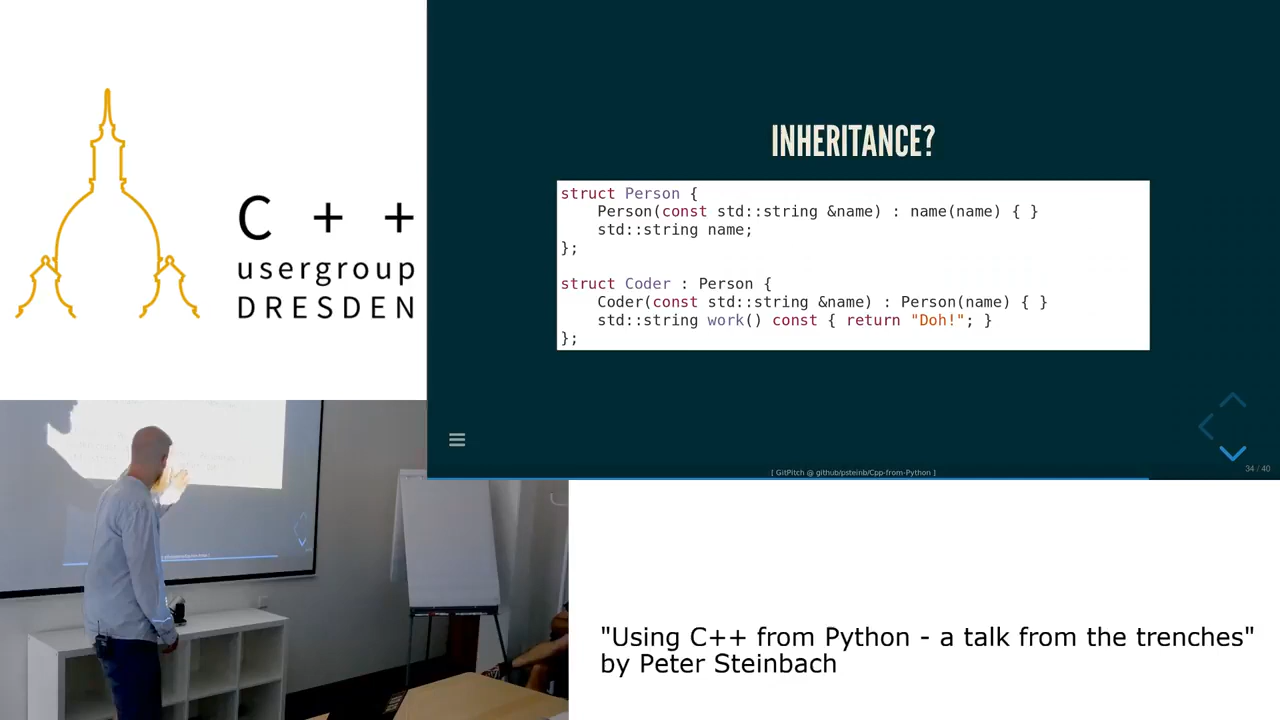 C + +
usergroup
DRESDEN
INHERITANCE?
struct Person {
    Person(const std::string &name) : name(name) { }
    std::string name;
};
struct Coder : Person {
    Coder(const std::string &name) : Person(name) { }
    std::string work() const { return "Doh!"; }
};
[ GitPitch @ github/psteinb/Cpp-from-Python ]
34 / 40
"Using C++ from Python - a talk from the trenches"
by Peter Steinbach